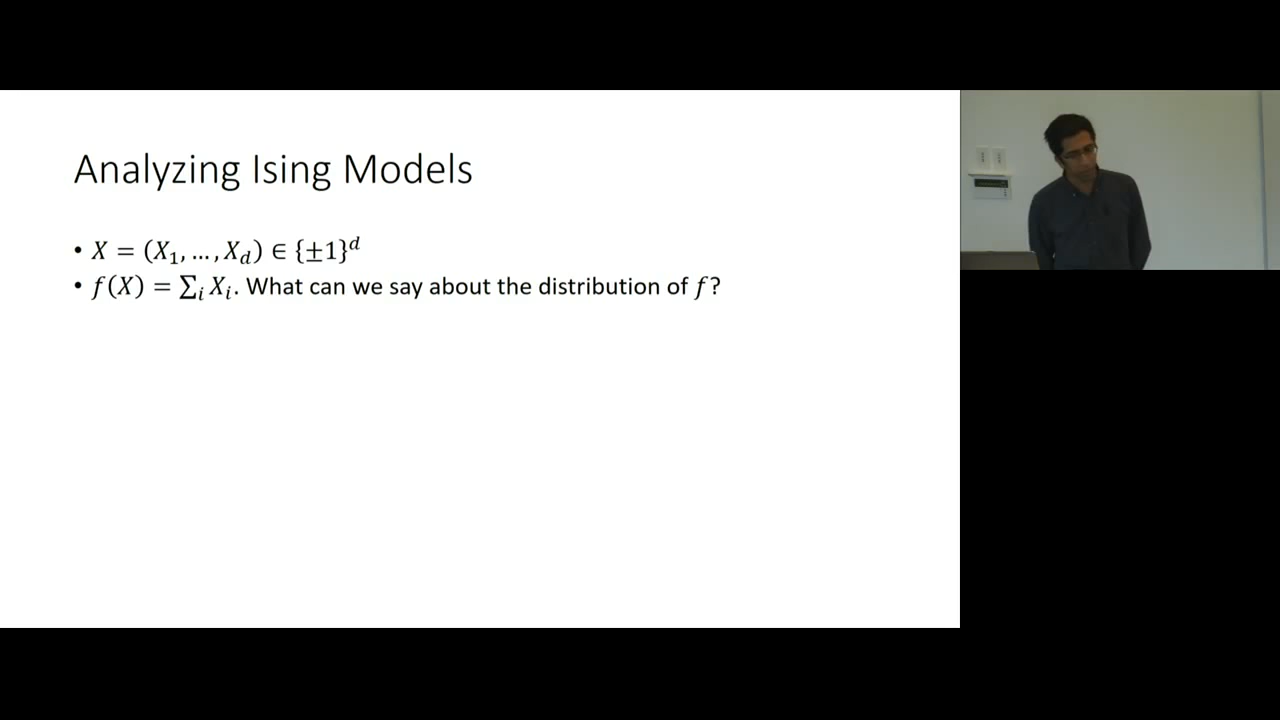 Analyzing Ising Models
• X = (X₁, …, X_d) ∈ {±1}ᵈ
• f(X) = ∑ᵢ Xᵢ. What can we say about the distribution of f?